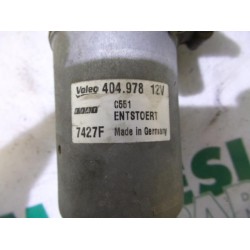 Valeo 404.978 12V
FIAT C551
ENTSTOERT
7427F Made in Germany